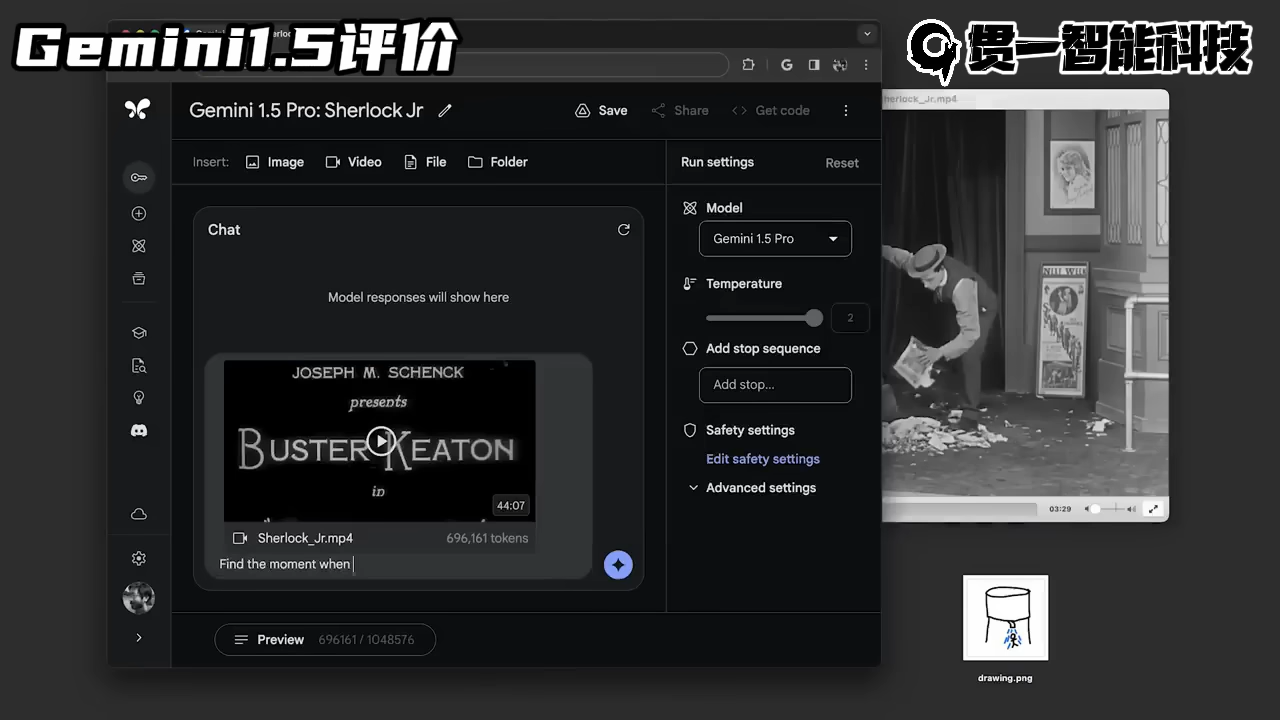 Gemini1.5评价
贯一智能科技
Gemini 1.5 Pro: Sherlock Jr
Save
Share
<> Get code
Insert:
Image
Video
File
Folder
Run settings
Reset
Chat
Model responses will show here
JOSEPH M. SCHENCK
presents
BUSTER KEATON
in
44:07
Sherlock_Jr.mp4
696,161 tokens
Find the moment when
Preview
696161 / 1048576
Model
Gemini 1.5 Pro
Temperature
2
Add stop sequence
Add stop...
Safety settings
Edit safety settings
Advanced settings
herlock_Jr.mp4
03:29
drawing.png